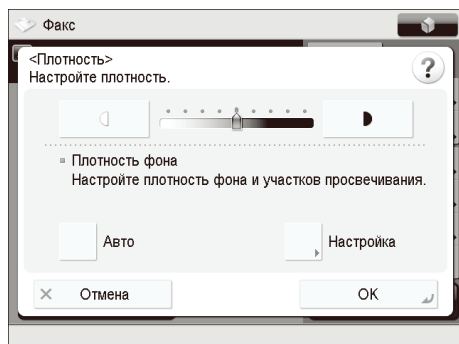 Факс
<Плотность>
Настройте плотность.
?
Плотность фона
Настройте плотность фона и участков просвечивания.
Авто
Настройка
Отмена
OK